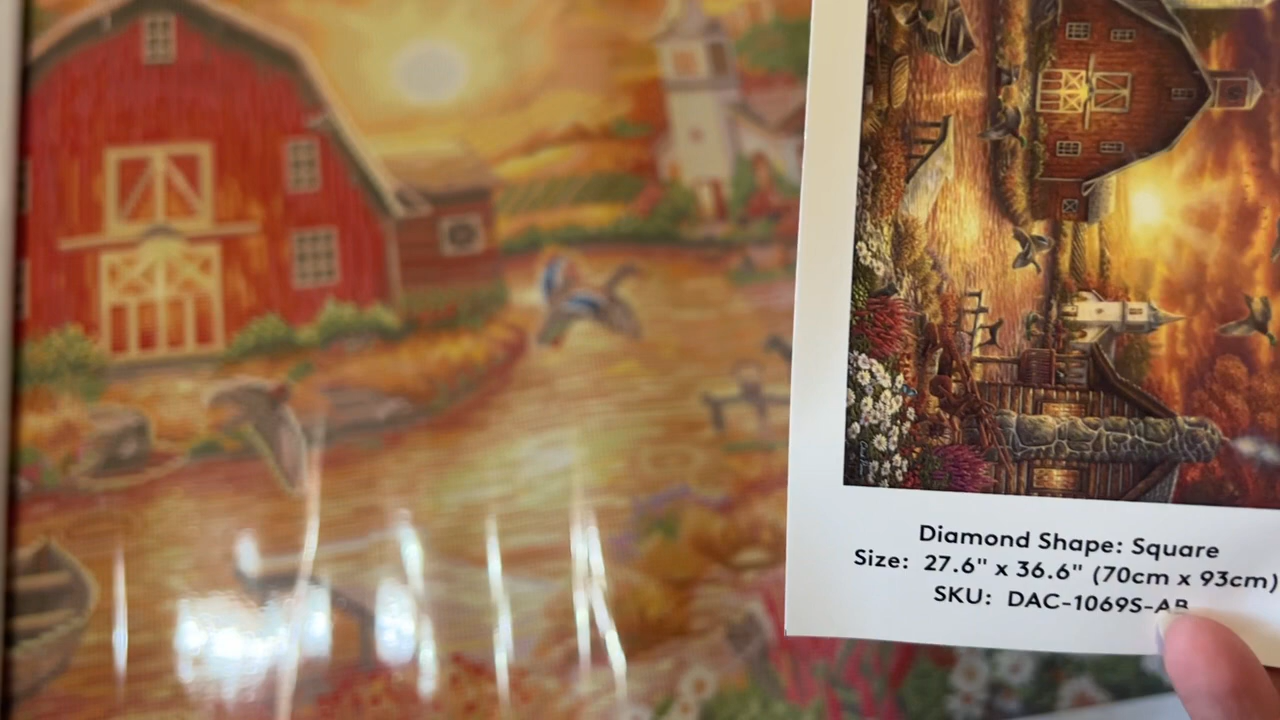 Diamond Shape: Square
Size: 27.6" x 36.6" (70cm x 93cm)
SKU: DAC-1069S-AB